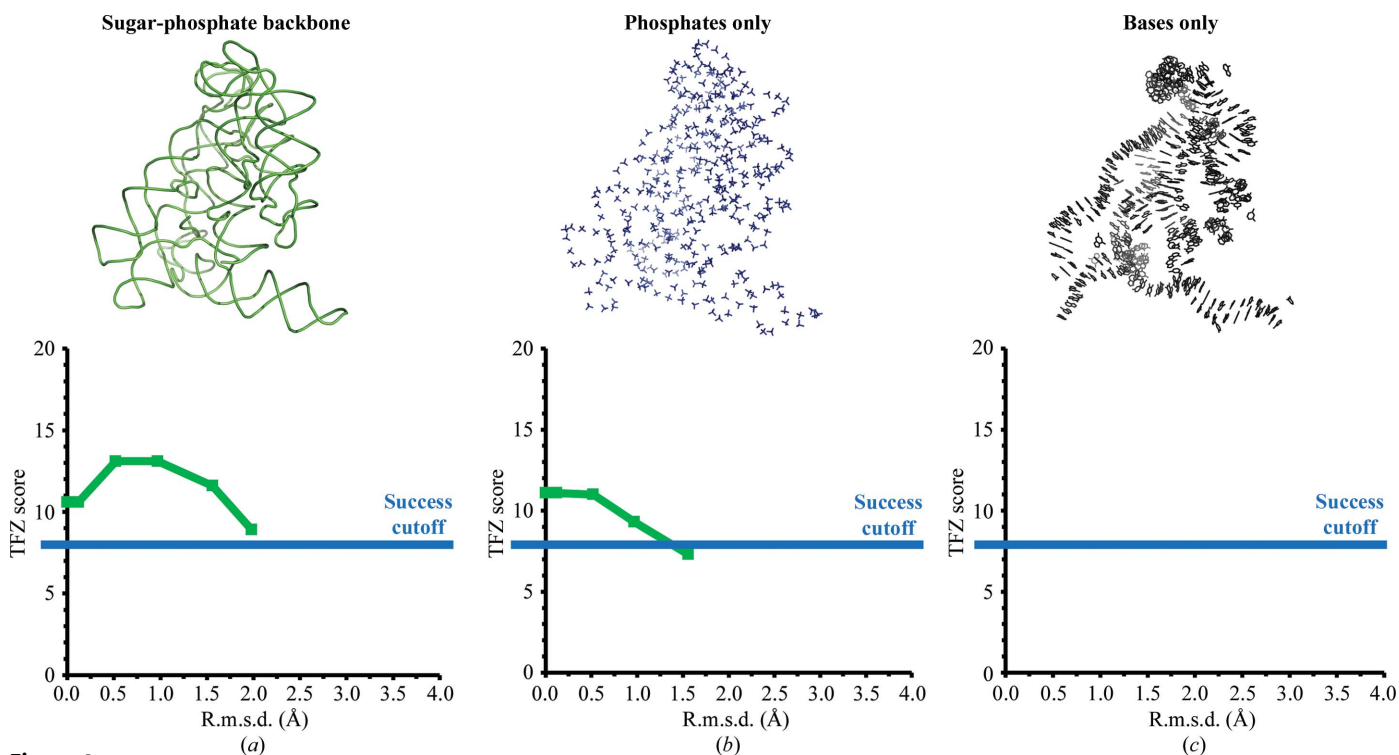 Sugar-phosphate backbone
Phosphates only
Bases only
20
15
10
5
0
TFZ score
Success
cutoff
0.0 0.5 1.0 1.5 2.0 2.5 3.0 3.5 4.0
R.m.s.d. (Å)
(a)
20
15
10
5
0
TFZ score
Success
cutoff
0.0 0.5 1.0 1.5 2.0 2.5 3.0 3.5 4.0
R.m.s.d. (Å)
(b)
20
15
10
5
0
TFZ score
Success
cutoff
0.0 0.5 1.0 1.5 2.0 2.5 3.0 3.5 4.0
R.m.s.d. (Å)
(c)